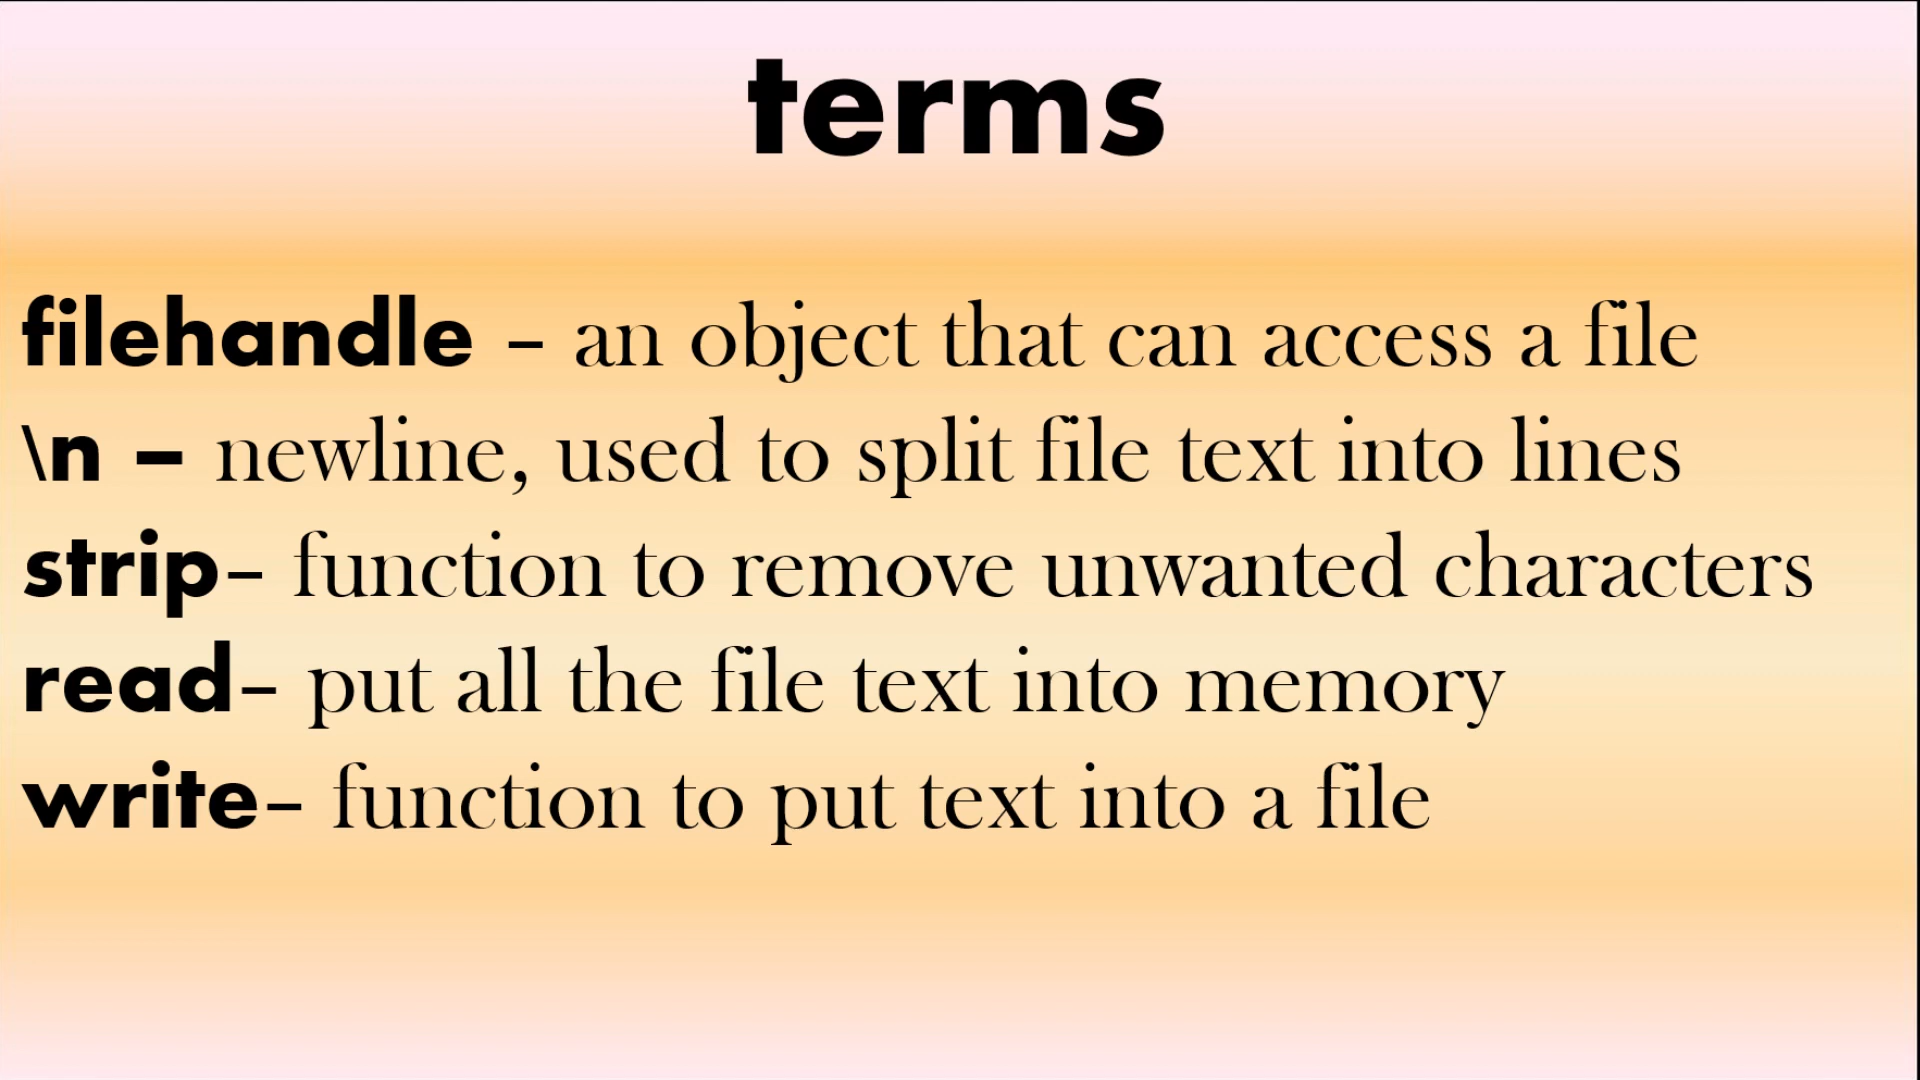 terms
filehandle – an object that can access a file
\n – newline, used to split file text into lines
strip– function to remove unwanted characters
read– put all the file text into memory
write– function to put text into a file